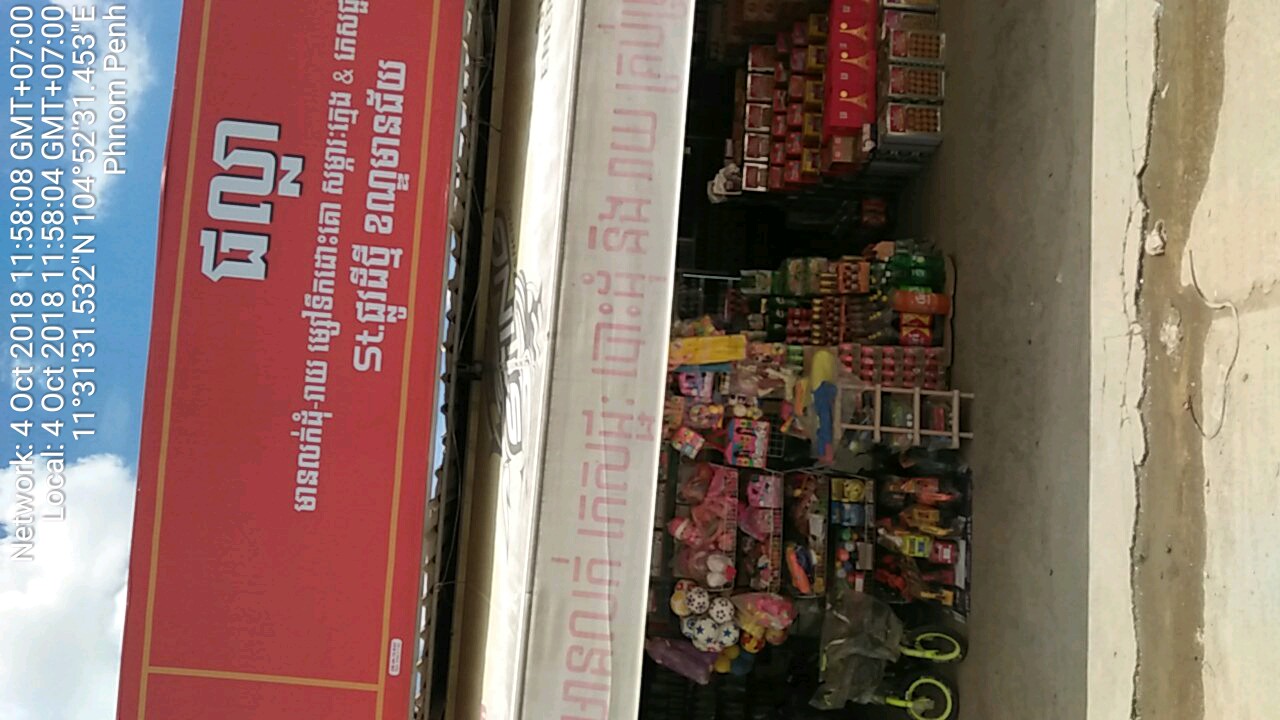 Network: 4 Oct 2018 11:58:08 GMT+07:00
Local: 4 Oct 2018 11:58:04 GMT+07:00
11°31'31.532"N 104°52'31.453"E
Phnom Penh
ផល្លា
មានលក់ដុំ-រាយ ម្សៅទឹកដោះគោ សម្ភារៈក្មេង & ភេសជ្ជ
St.ផ្លូវជីថ្មី ខណ្ឌមានជ័យ
មានលក់ ភេសជ្ជៈ បោះដុំ និង រាយ គ្រប់